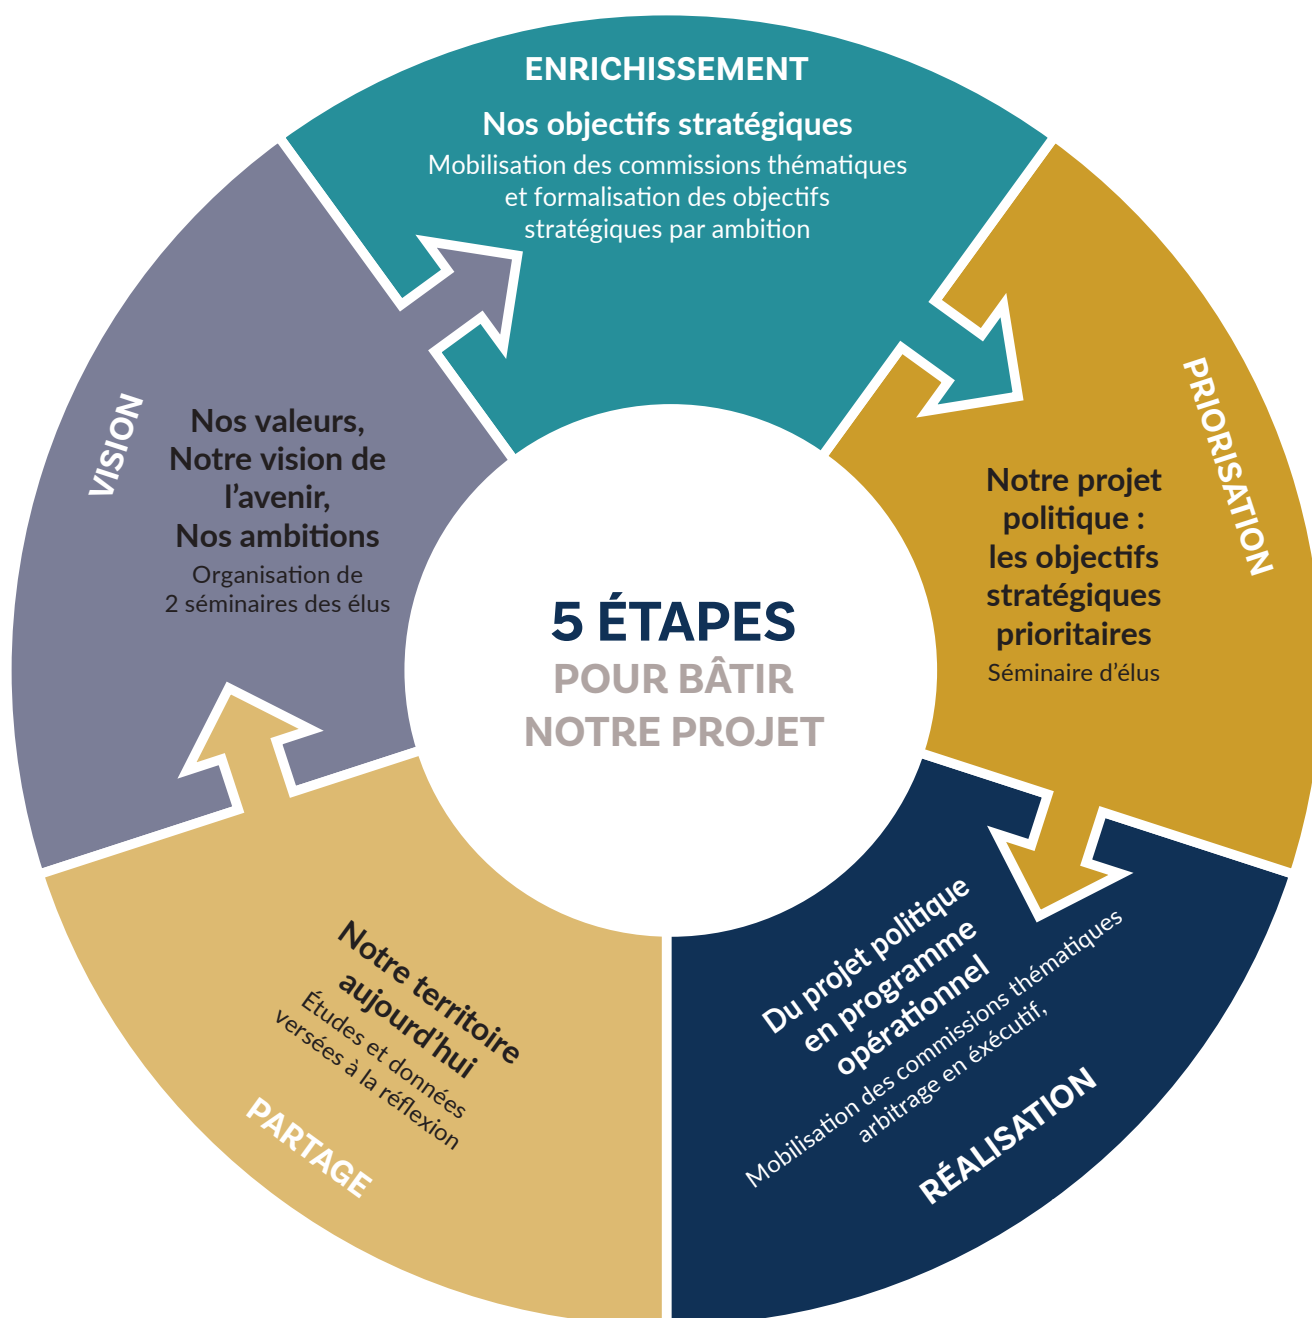 5 ÉTAPES
POUR BÂTIR
NOTRE PROJET
PARTAGE
Notre territoire
aujourd’hui
Études et données
versées à la réflexion
VISION
Nos valeurs,
Notre vision de
l’avenir,
Nos ambitions
Organisation de
2 séminaires des élus
ENRICHISSEMENT
Nos objectifs stratégiques
Mobilisation des commissions thématiques
et formalisation des objectifs
stratégiques par ambition
PRIORISATION
Notre projet
politique :
les objectifs
stratégiques
prioritaires
Séminaire d’élus
RÉALISATION
Du projet politique
en programme
opérationnel
Mobilisation des commissions thématiques
arbitrage en éxécutif,